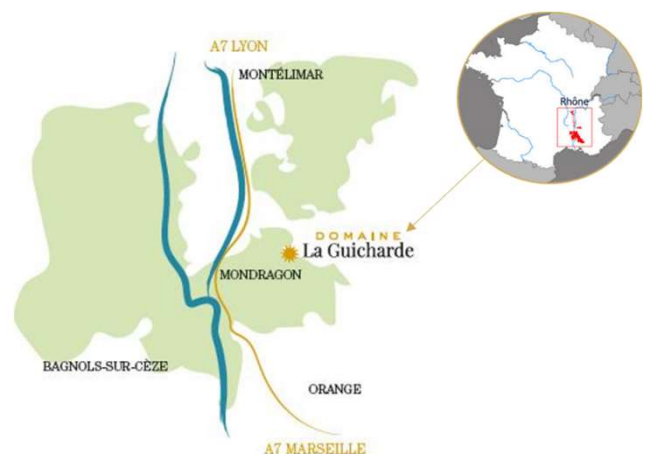 A7 LYON
MONTÉLIMAR
Rhône
DOMAINE
La Guicharde
MONDRAGON
BAGNOLS-SUR-CÈZE
ORANGE
A7 MARSEILLE